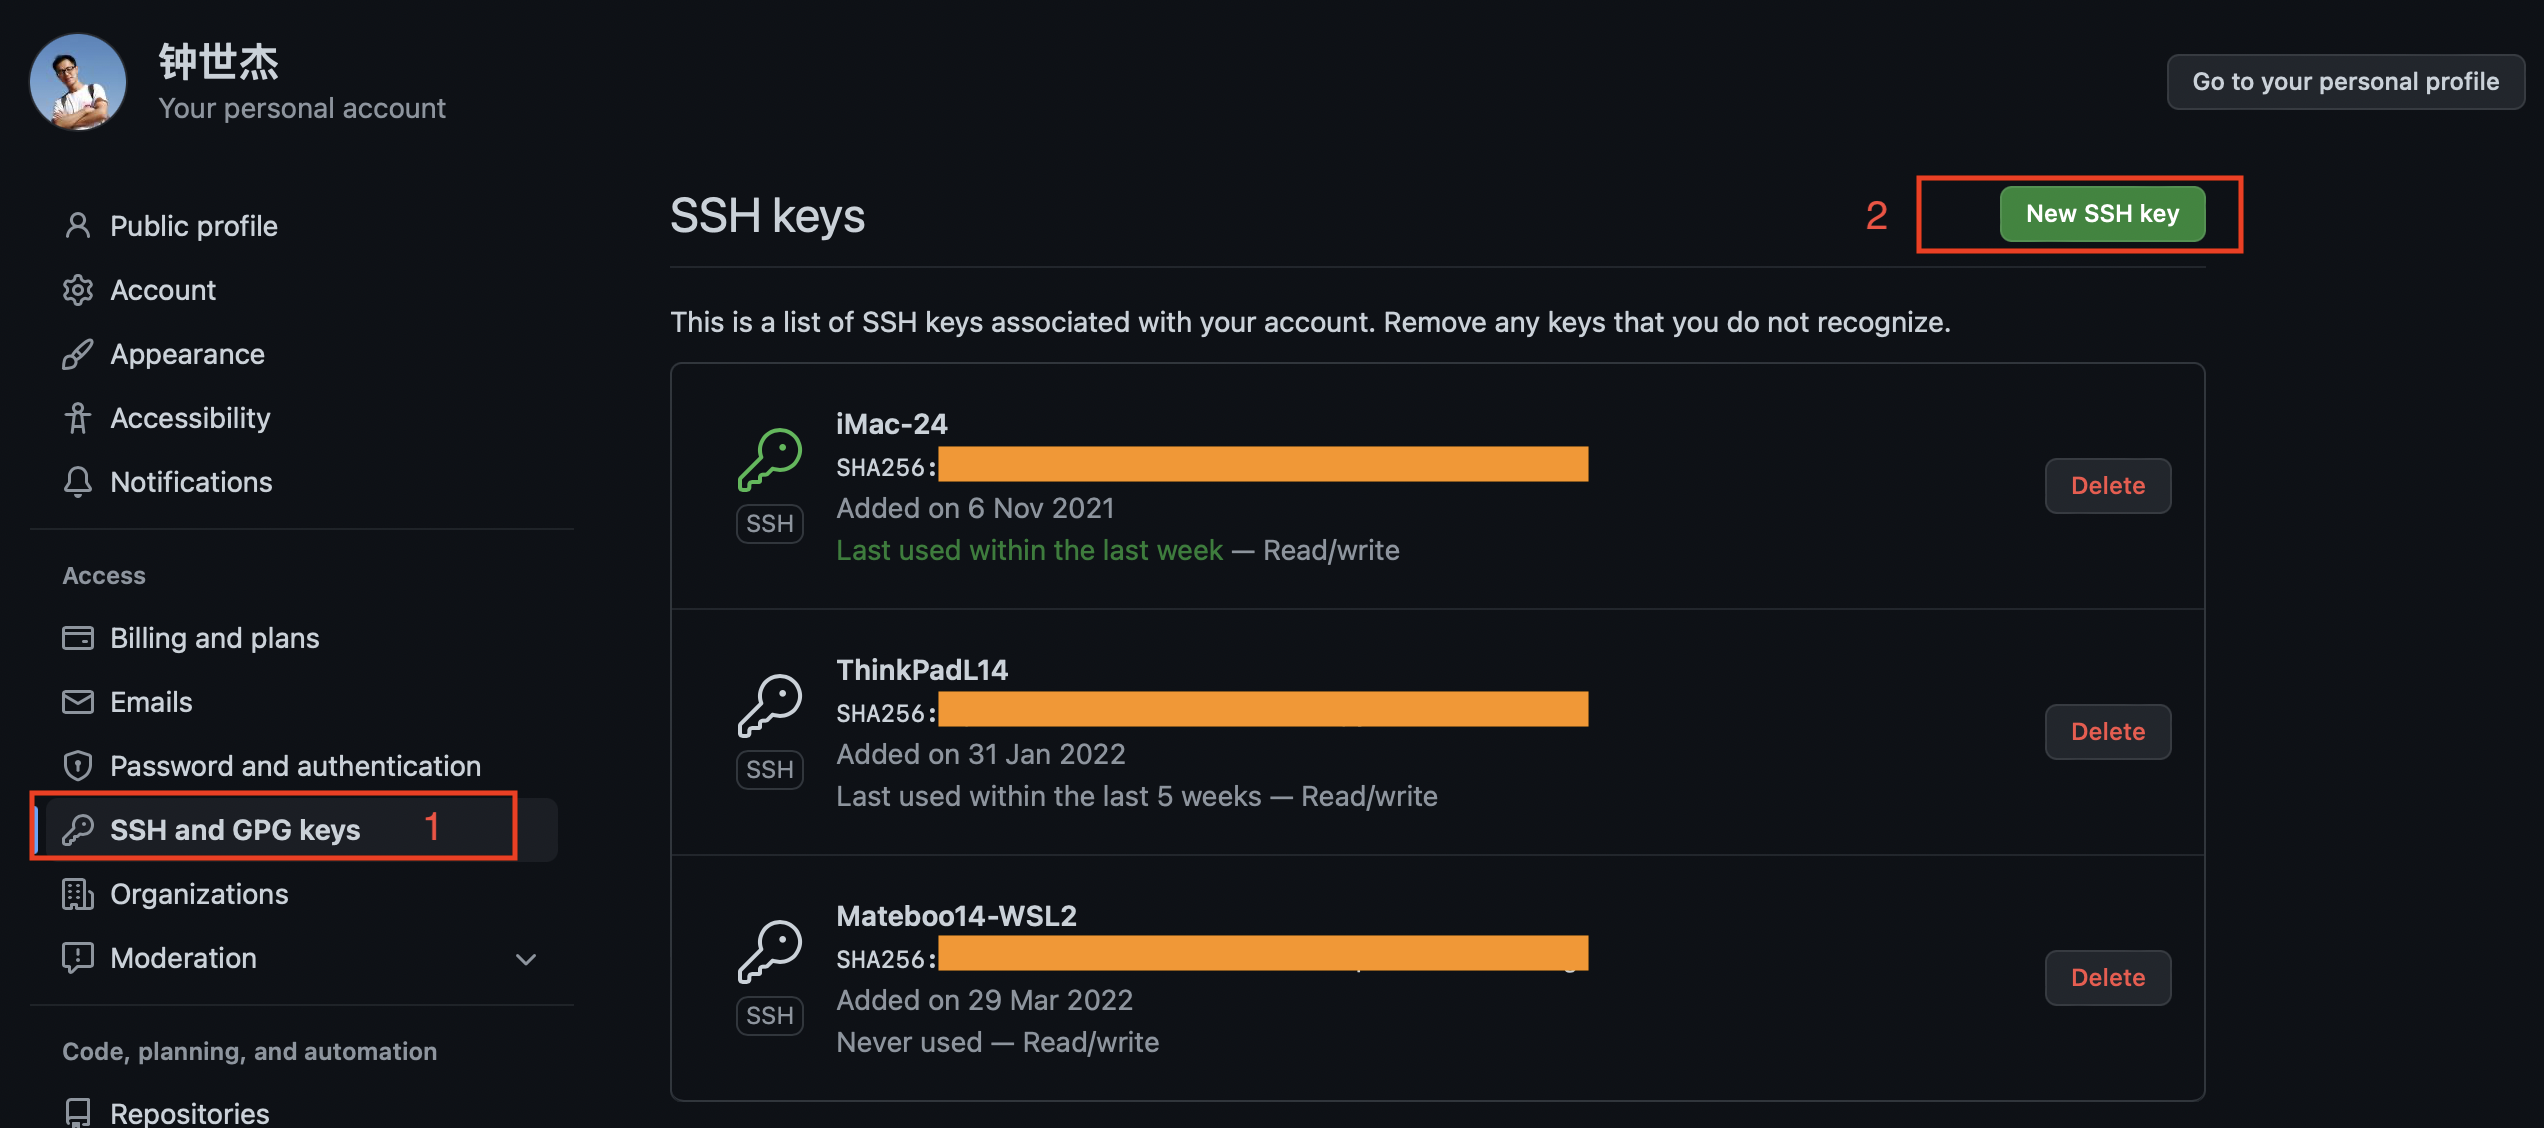 钟世杰
Your personal account
Go to your personal profile
Public profile
Account
Appearance
Accessibility
Notifications
Access
Billing and plans
Emails
Password and authentication
SSH and GPG keys 1
Organizations
Moderation
Code, planning, and automation
Repositories
SSH keys
2 New SSH key
This is a list of SSH keys associated with your account. Remove any keys that you do not recognize.
iMac-24
SHA256:
Added on 6 Nov 2021
Last used within the last week — Read/write
SSH
Delete
ThinkPadL14
SHA256:
Added on 31 Jan 2022
Last used within the last 5 weeks — Read/write
SSH
Delete
Mateboo14-WSL2
SHA256:
Added on 29 Mar 2022
Never used — Read/write
SSH
Delete